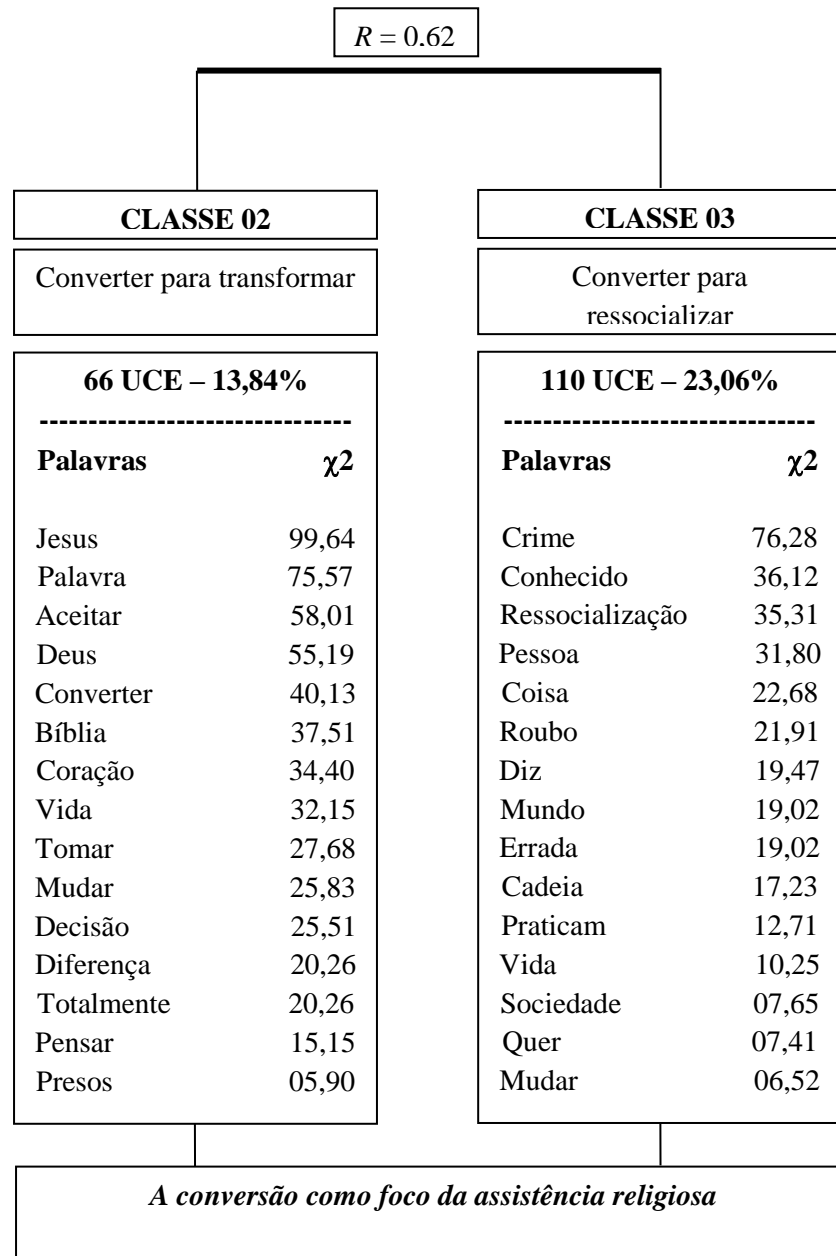 R = 0,62
CLASSE 02
Converter para transformar
66 UCE – 13,84%
--------------------------------
Palavras χ2
Jesus 99,64
Palavra 75,57
Aceitar 58,01
Deus 55,19
Converter 40,13
Bíblia 37,51
Coração 34,40
Vida 32,15
Tomar 27,68
Mudar 25,83
Decisão 25,51
Diferença 20,26
Totalmente 20,26
Pensar 15,15
Presos 05,90
CLASSE 03
Converter para
ressocializar
110 UCE – 23,06%
--------------------------------
Palavras χ2
Crime 76,28
Conhecido 36,12
Ressocialização 35,31
Pessoa 31,80
Coisa 22,68
Roubo 21,91
Diz 19,47
Mundo 19,02
Errada 19,02
Cadeia 17,23
Praticam 12,71
Vida 10,25
Sociedade 07,65
Quer 07,41
Mudar 06,52
A conversão como foco da assistência religiosa